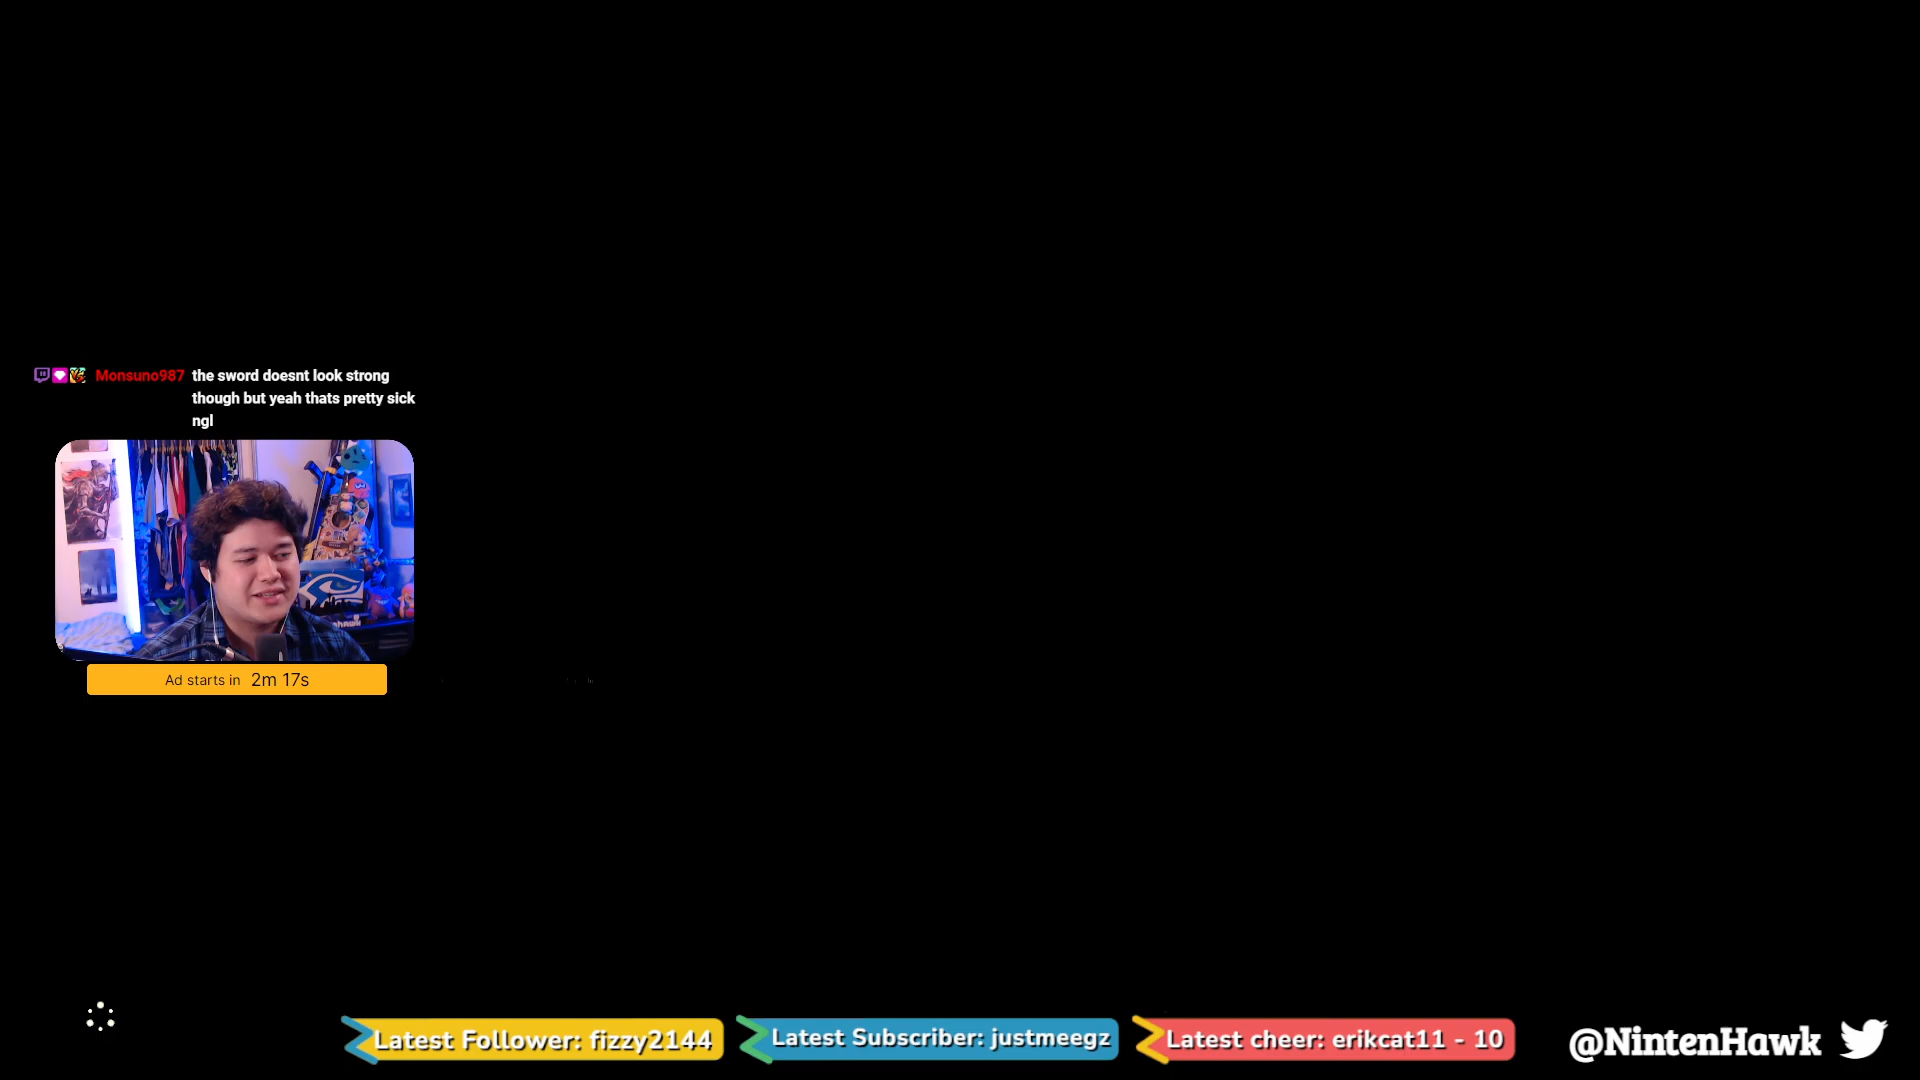 Monsuno987 the sword doesnt look strong
though but yeah thats pretty sick
ngl
Ad starts in 2m 17s
Latest Follower: fizzy2144
Latest Subscriber: justmeegz
Latest cheer: erikcat11 - 10
@NintenHawk